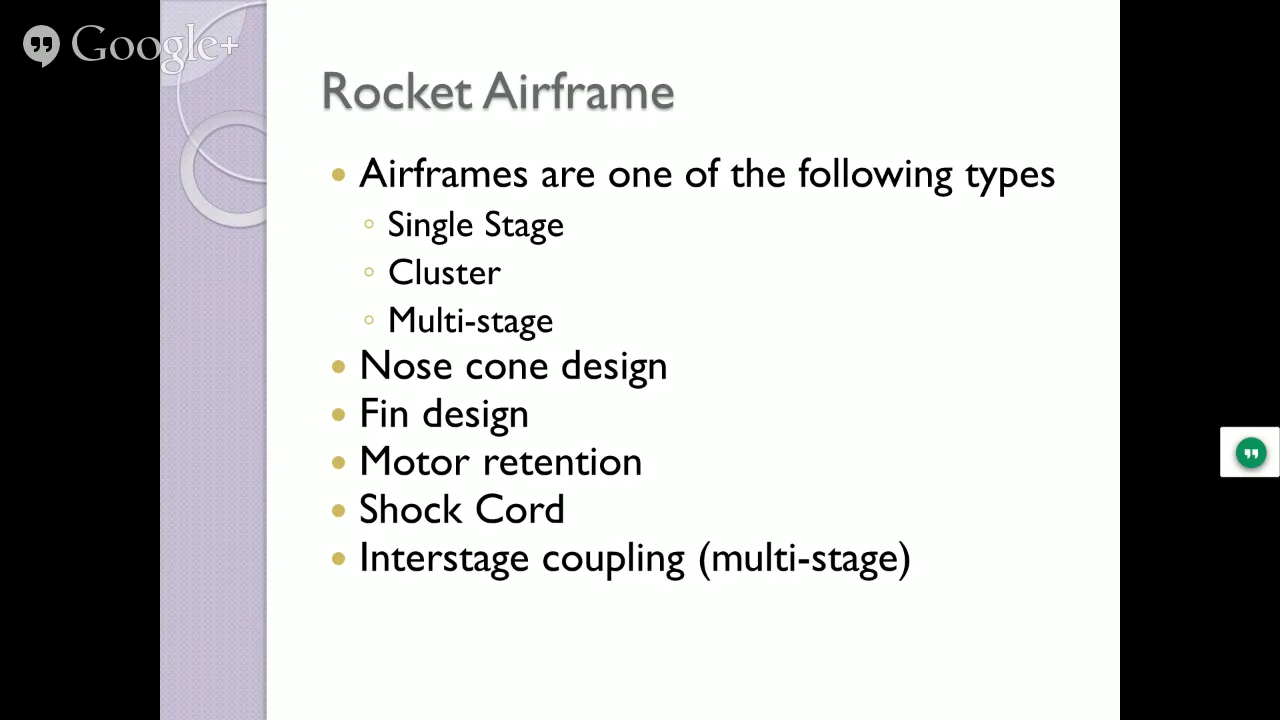 Google+
Rocket Airframe
Airframes are one of the following types
Single Stage
Cluster
Multi-stage
Nose cone design
Fin design
Motor retention
Shock Cord
Interstage coupling (multi-stage)